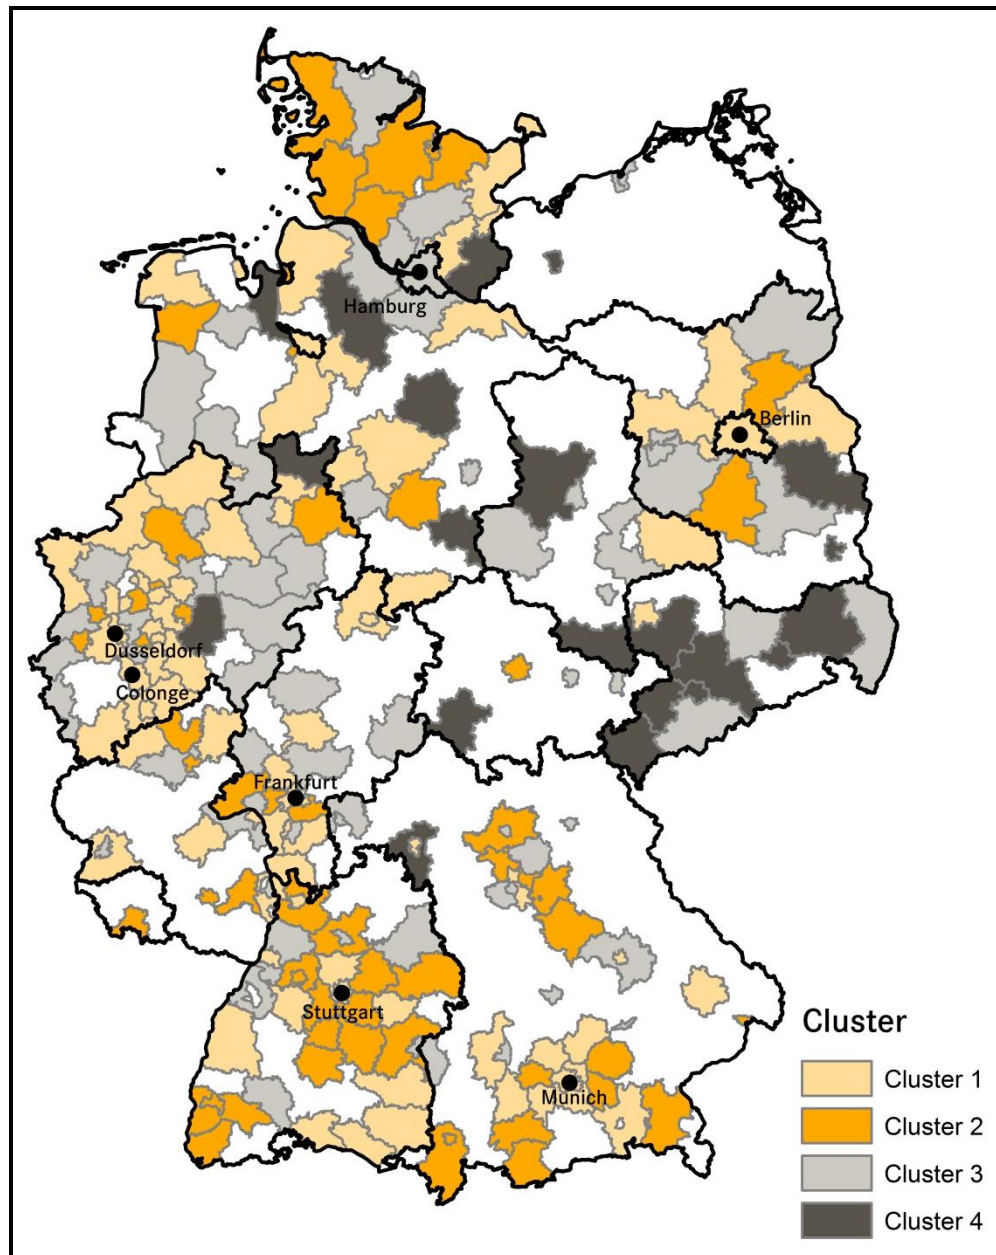 Hamburg
Berlin
Dusseldorf
Colonge
Frankfurt
Stuttgart
Munich
Cluster
Cluster 1
Cluster 2
Cluster 3
Cluster 4